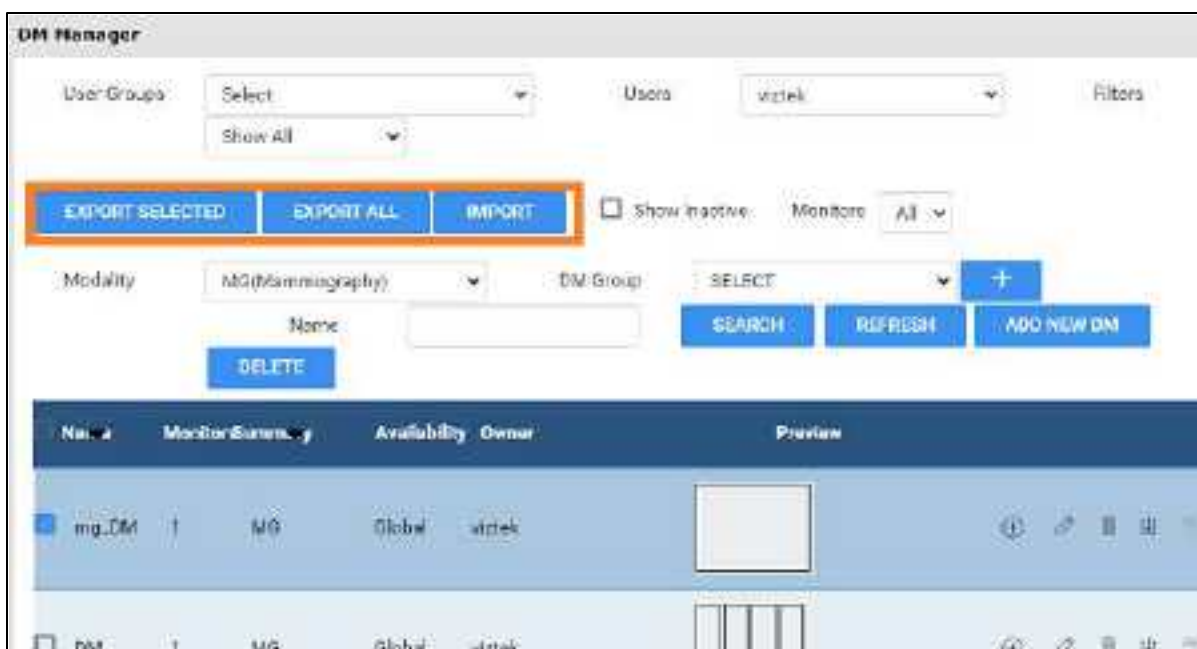 DM Manager
User Groups Select Users viztek Filters
Show All
EXPORT SELECTED EXPORT ALL IMPORT Show Inactive Monitors All
Modality MG(Mammography) DM Group SELECT +
Name SEARCH REFRESH ADD NEW DM
DELETE
Name Monitor Summary Availability Owner Preview
mg_DM 1 MG Global viztek
DM 1 MG Global viztek